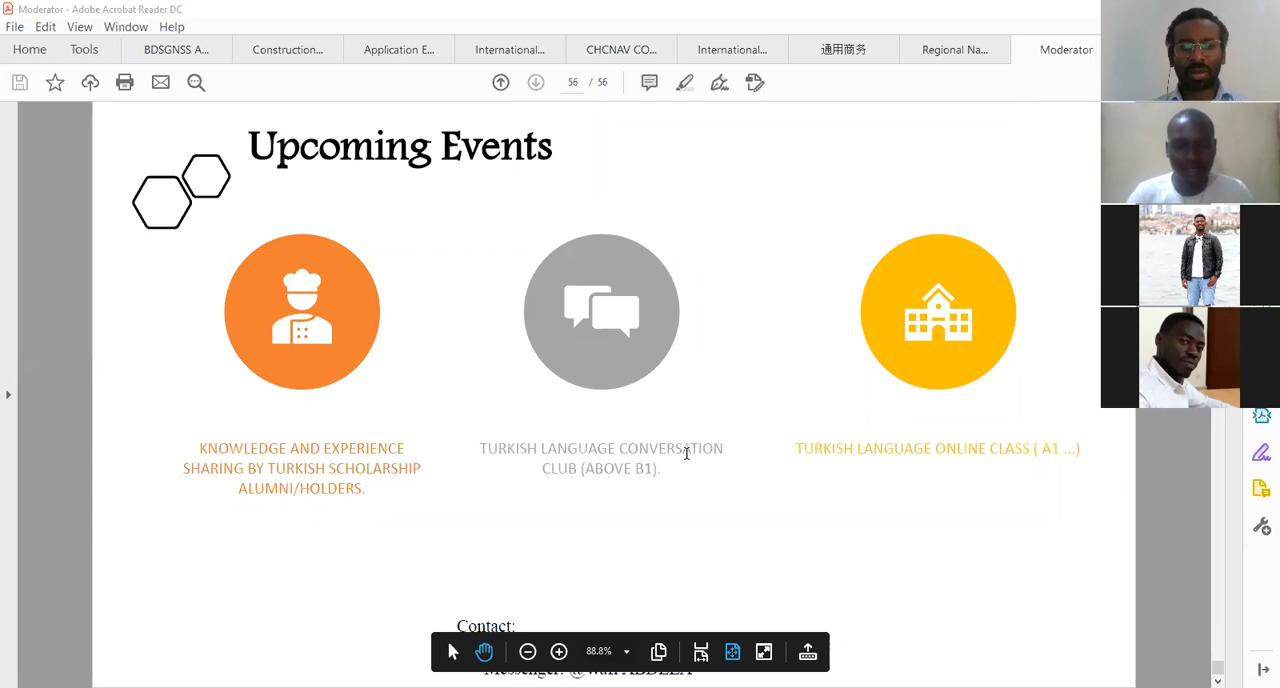 Moderator - Adobe Acrobat Reader DC
File Edit View Window Help
Home Tools BDSGNSS A... Construction... Application E... International... CHCNAV CO... International... 通用商务 Regional Na... Moderator
56 / 56
Upcoming Events
KNOWLEDGE AND EXPERIENCE
SHARING BY TURKISH SCHOLARSHIP
ALUMNI/HOLDERS.
TURKISH LANGUAGE CONVERSATION
CLUB (ABOVE B1).
TURKISH LANGUAGE ONLINE CLASS ( A1 ...)
Contact:
88.8%
Messenger: